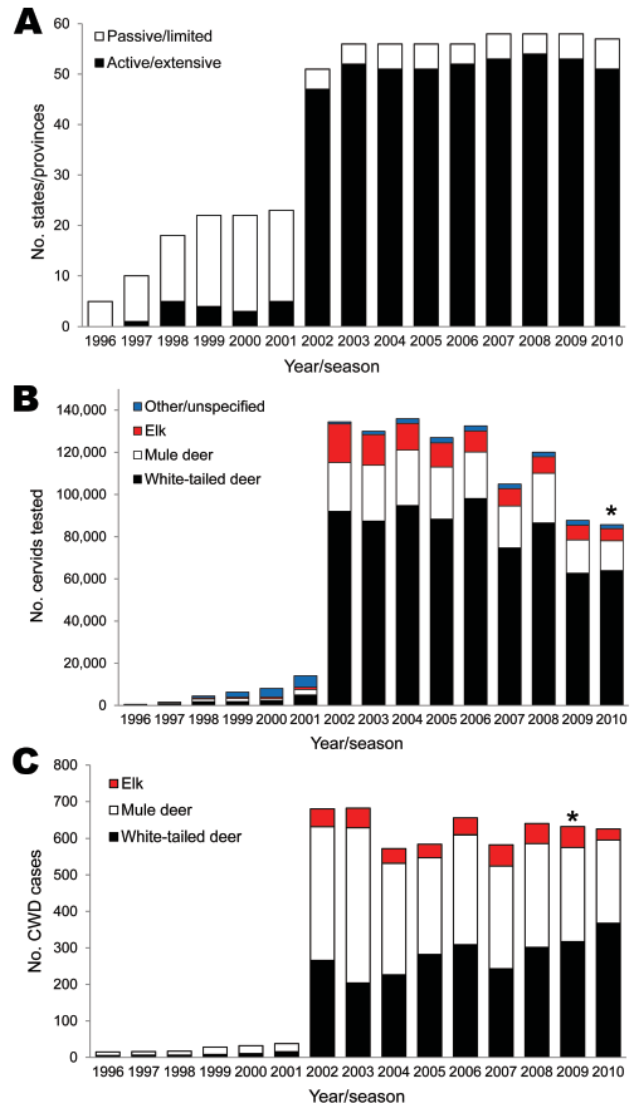 A
Passive/limited
Active/extensive
No. states/provinces
60
50
40
30
20
10
0
1996 1997 1998 1999 2000 2001 2002 2003 2004 2005 2006 2007 2008 2009 2010
Year/season
B
Other/unspecified
Elk
Mule deer
White-tailed deer
*
No. cervids tested
140,000
120,000
100,000
80,000
60,000
40,000
20,000
0
1996 1997 1998 1999 2000 2001 2002 2003 2004 2005 2006 2007 2008 2009 2010
Year/season
C
Elk
Mule deer
White-tailed deer
*
No. CWD cases
800
700
600
500
400
300
200
100
0
1996 1997 1998 1999 2000 2001 2002 2003 2004 2005 2006 2007 2008 2009 2010
Year/season